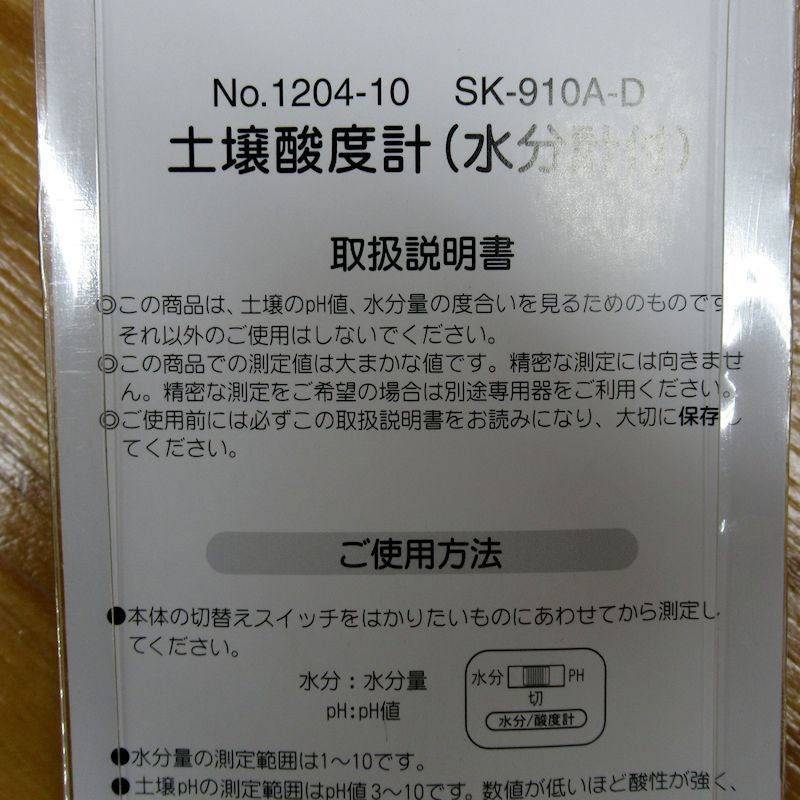 No.1204-10 SK-910A-D
土壌酸度計(水分計付)
取扱説明書
◎この商品は、土壌のpH値、水分量の度合いを見るためのものです
それ以外のご使用はしないでください。
◎この商品での測定値は大まかな値です。精密な測定には向きませ
ん。精密な測定をご希望の場合は別途専用器をご利用ください。
◎ご使用前には必ずこの取扱説明書をお読みになり、大切に保存し
てください。
ご使用方法
●本体の切替えスイッチをはかりたいものにあわせてから測定し
てください。
水分:水分量
pH:pH値
水分 PH
切
水分/酸度計
●水分量の測定範囲は1〜10です。
●土壌pHの測定範囲はpH値3〜10です。数値が低いほど酸性が強く、